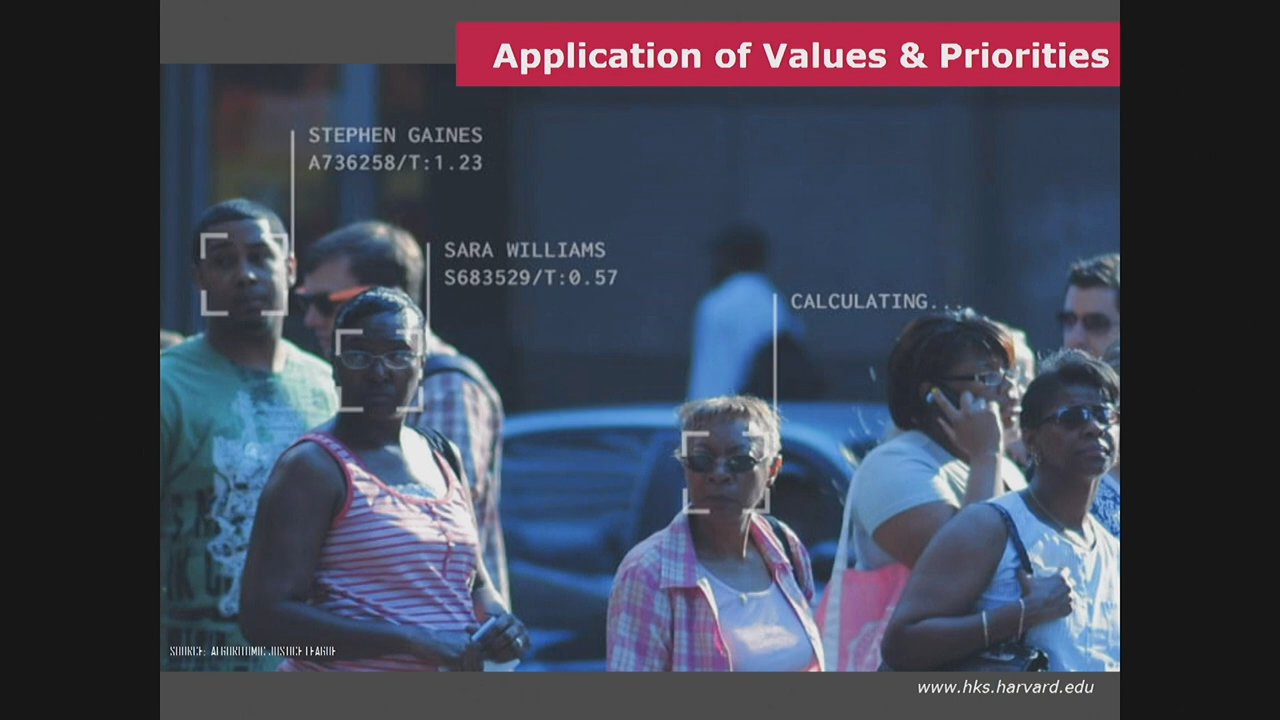 Application of Values & Priorities
STEPHEN GAINES
A736258/T:1.23
SARA WILLIAMS
S683529/T:0.57
CALCULATING...
SOURCE: ALGORITHMIC JUSTICE LEAGUE
www.hks.harvard.edu